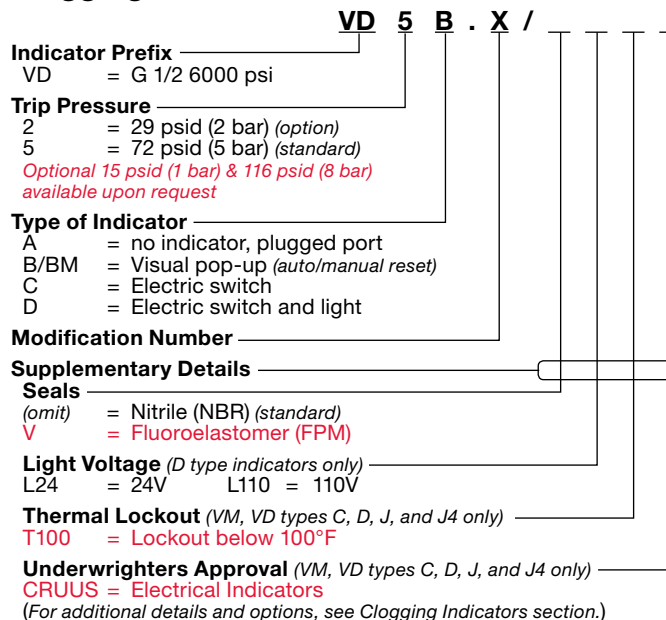 VD 5 B . X /
Indicator Prefix
VD = G 1/2 6000 psi
Trip Pressure
2 = 29 psid (2 bar) (option)
5 = 72 psid (5 bar) (standard)
Optional 15 psid (1 bar) & 116 psid (8 bar)
available upon request
Type of Indicator
A = no indicator, plugged port
B/BM = Visual pop-up (auto/manual reset)
C = Electric switch
D = Electric switch and light
Modification Number
Supplementary Details
Seals
(omit) = Nitrile (NBR) (standard)
V = Fluoroelastomer (FPM)
Light Voltage (D type indicators only)
L24 = 24V L110 = 110V
Thermal Lockout (VM, VD types C, D, J, and J4 only)
T100 = Lockout below 100°F
Underwrighters Approval (VM, VD types C, D, J, and J4 only)
CRUUS = Electrical Indicators
(For additional details and options, see Clogging Indicators section.)